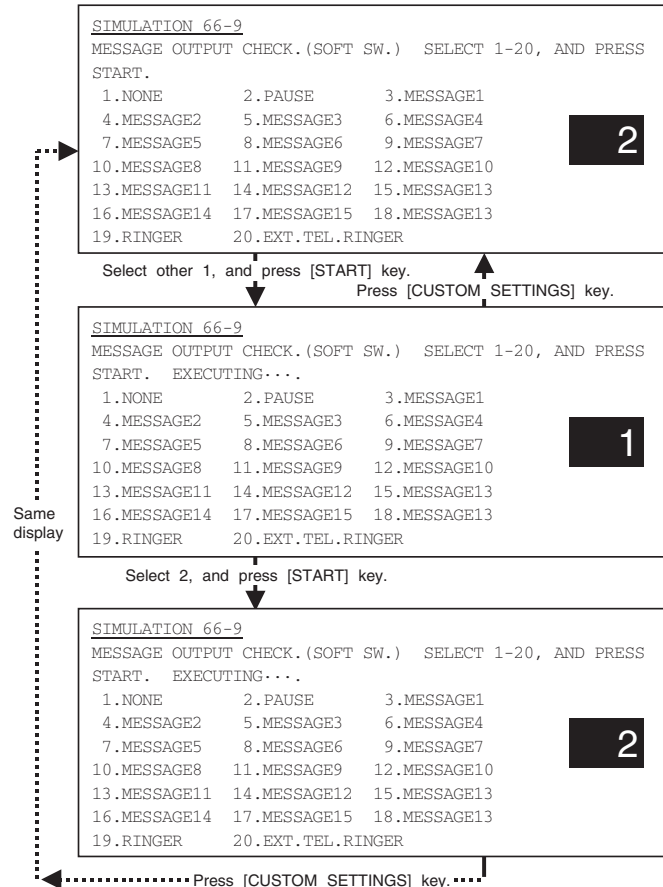 SIMULATION 66-9
MESSAGE OUTPUT CHECK.(SOFT SW.) SELECT 1-20, AND PRESS
START.
1.NONE 2.PAUSE 3.MESSAGE1
4.MESSAGE2 5.MESSAGE3 6.MESSAGE4
7.MESSAGE5 8.MESSAGE6 9.MESSAGE7
2
10.MESSAGE8 11.MESSAGE9 12.MESSAGE10
13.MESSAGE11 14.MESSAGE12 15.MESSAGE13
16.MESSAGE14 17.MESSAGE15 18.MESSAGE13
19.RINGER 20.EXT.TEL.RINGER
Select other 1, and press [START] key.
Press [CUSTOM SETTINGS] key.
SIMULATION 66-9
MESSAGE OUTPUT CHECK.(SOFT SW.) SELECT 1-20, AND PRESS
START. EXECUTING····.
1.NONE 2.PAUSE 3.MESSAGE1
4.MESSAGE2 5.MESSAGE3 6.MESSAGE4
7.MESSAGE5 8.MESSAGE6 9.MESSAGE7
1
10.MESSAGE8 11.MESSAGE9 12.MESSAGE10
13.MESSAGE11 14.MESSAGE12 15.MESSAGE13
16.MESSAGE14 17.MESSAGE15 18.MESSAGE13
19.RINGER 20.EXT.TEL.RINGER
Same
display
Select 2, and press [START] key.
SIMULATION 66-9
MESSAGE OUTPUT CHECK.(SOFT SW.) SELECT 1-20, AND PRESS
START. EXECUTING····.
1.NONE 2.PAUSE 3.MESSAGE1
4.MESSAGE2 5.MESSAGE3 6.MESSAGE4
7.MESSAGE5 8.MESSAGE6 9.MESSAGE7
2
10.MESSAGE8 11.MESSAGE9 12.MESSAGE10
13.MESSAGE11 14.MESSAGE12 15.MESSAGE13
16.MESSAGE14 17.MESSAGE15 18.MESSAGE13
19.RINGER 20.EXT.TEL.RINGER
Press [CUSTOM SETTINGS] key.